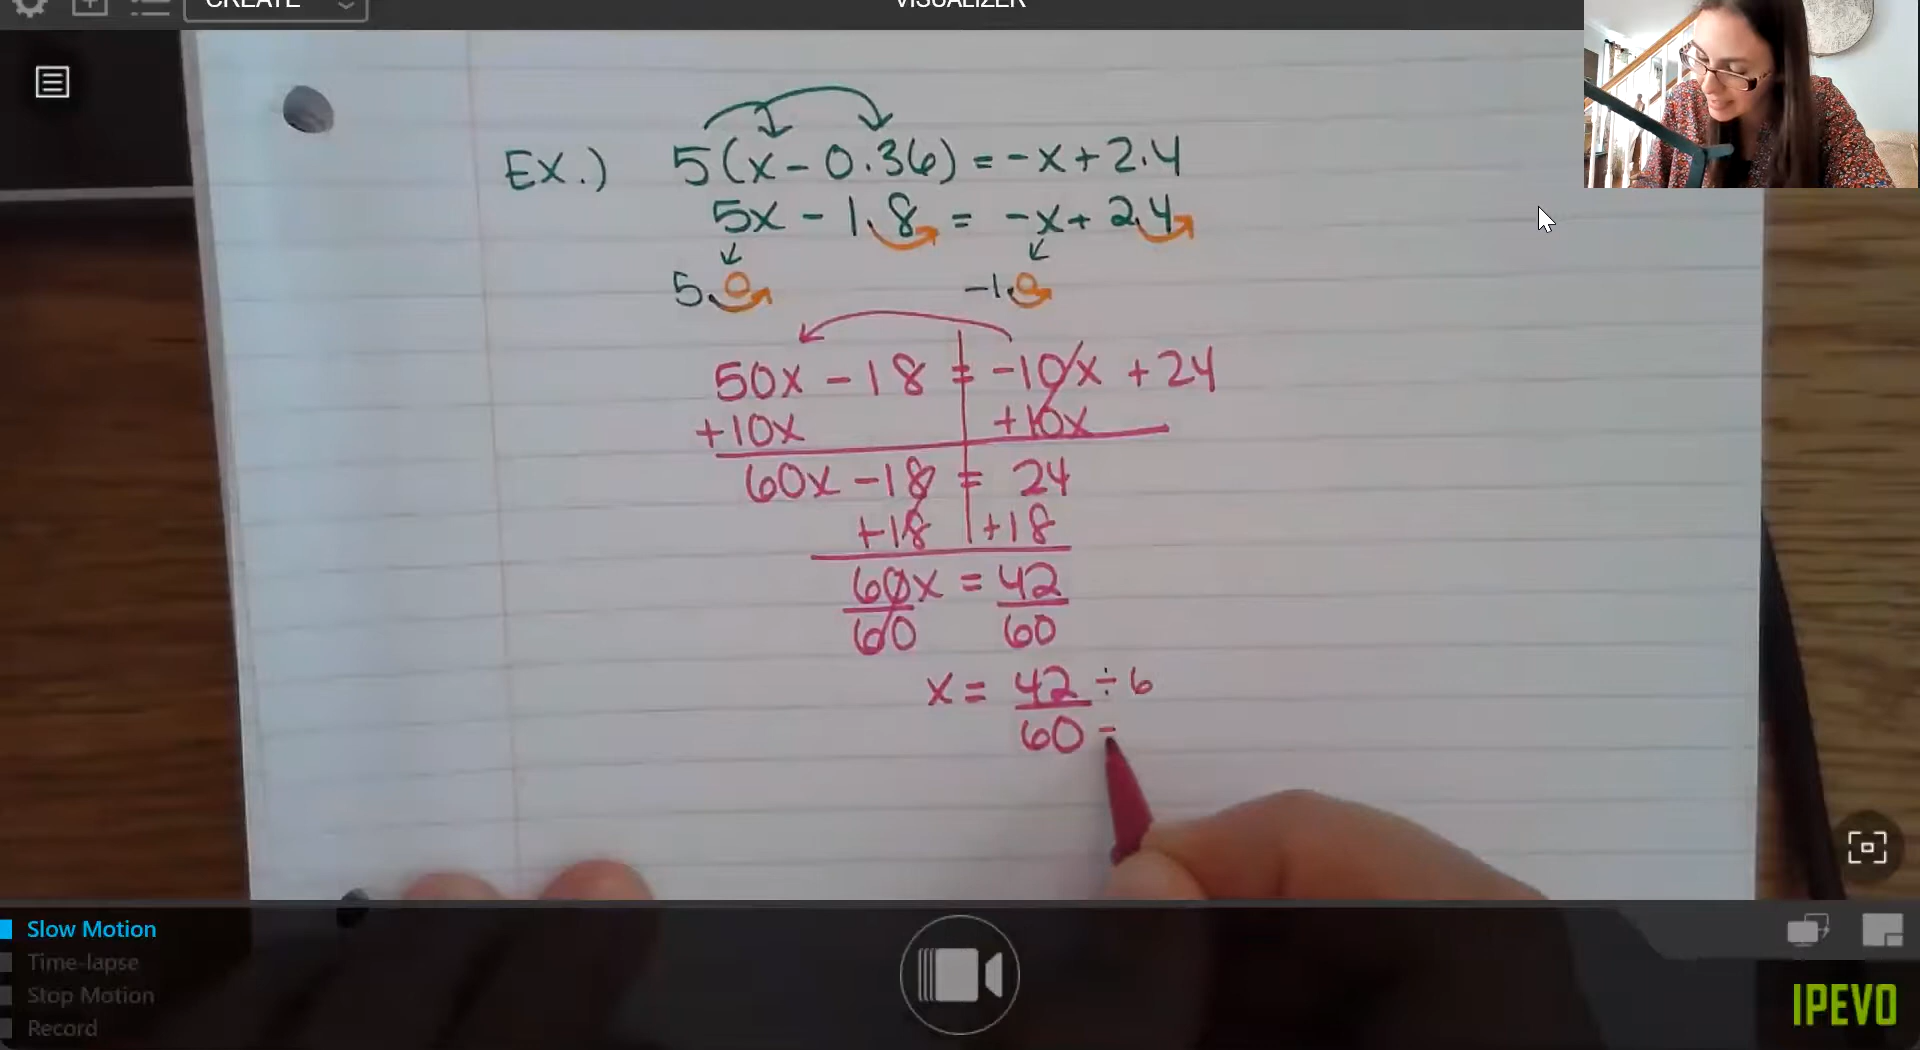 CREATE
VISUALIZER
EX.) 5(x - 0.36) = -x + 2.4
5x - 1.8 = -x + 2.4
5.0 -1.0
50x - 18 = -10x + 24
+10x +10x
60x - 18 = 24
+18 +18
60x = 42
60 60
x = 42 ÷ 6
60 -
Slow Motion
Time-lapse
Stop Motion
Record
IPEVO